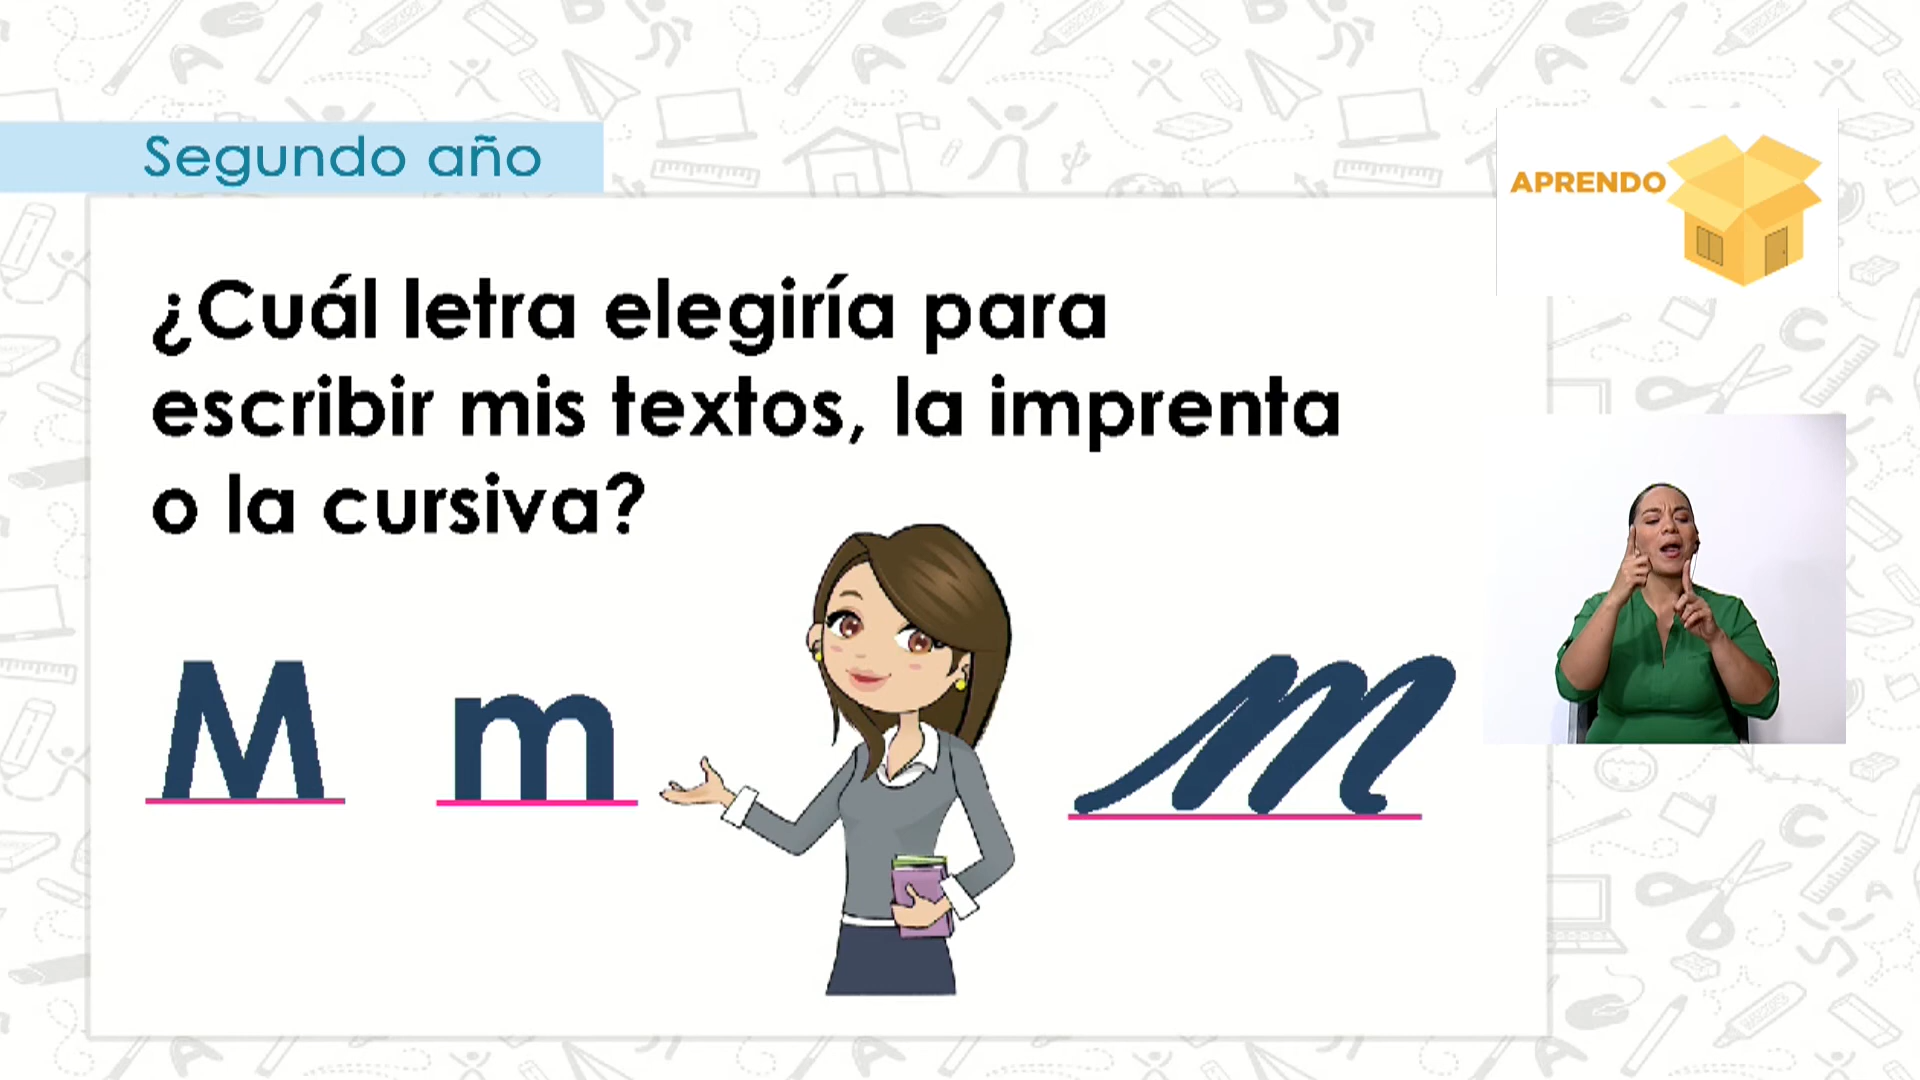 Segundo año
APRENDO
¿Cuál letra elegiría para
escribir mis textos, la imprenta
o la cursiva?
M m m